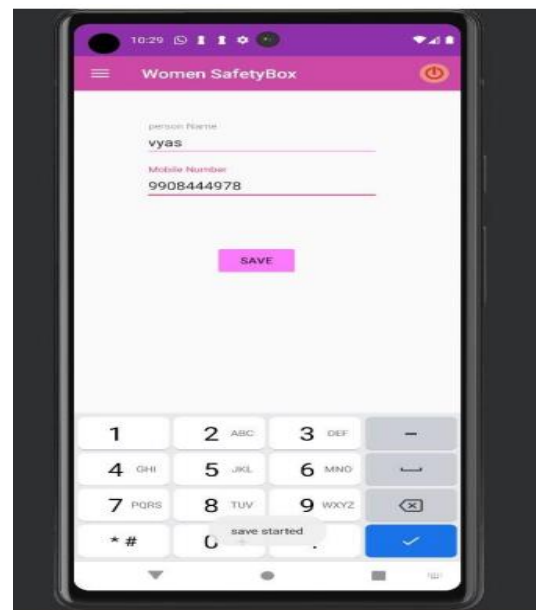 10:29
Women SafetyBox
person Name
vyas
Mobile Number
9908444978
SAVE
1 2 ABC 3 DEF –
4 GHI 5 JKL 6 MNO
7 PQRS 8 TUV 9 WXYZ
* # 0 + .
save started